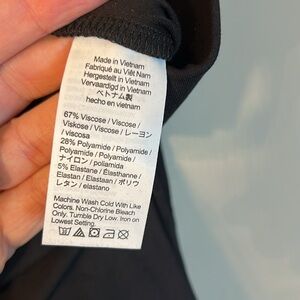 Made in Vietnam
Fabriqué au Viêt Nam
Hergestellt in Vietnam
Vervaardigd in Vietnam
ベトナム製
hecho en vietnam
67% Viscose / Viscose /
Viskose / Viscose / レーヨン
/ viscosa
28% Polyamide / Polyamide /
Polyamid / Polyamide /
ナイロン / poliamida
5% Elastane / Élasthanne /
Elastan / Elastaan / ポリウ
レタン / elastano
Machine Wash Cold With Like
Colors. Non-Chlorine Bleach
Only. Tumble Dry Low. Iron on
Lowest Setting.